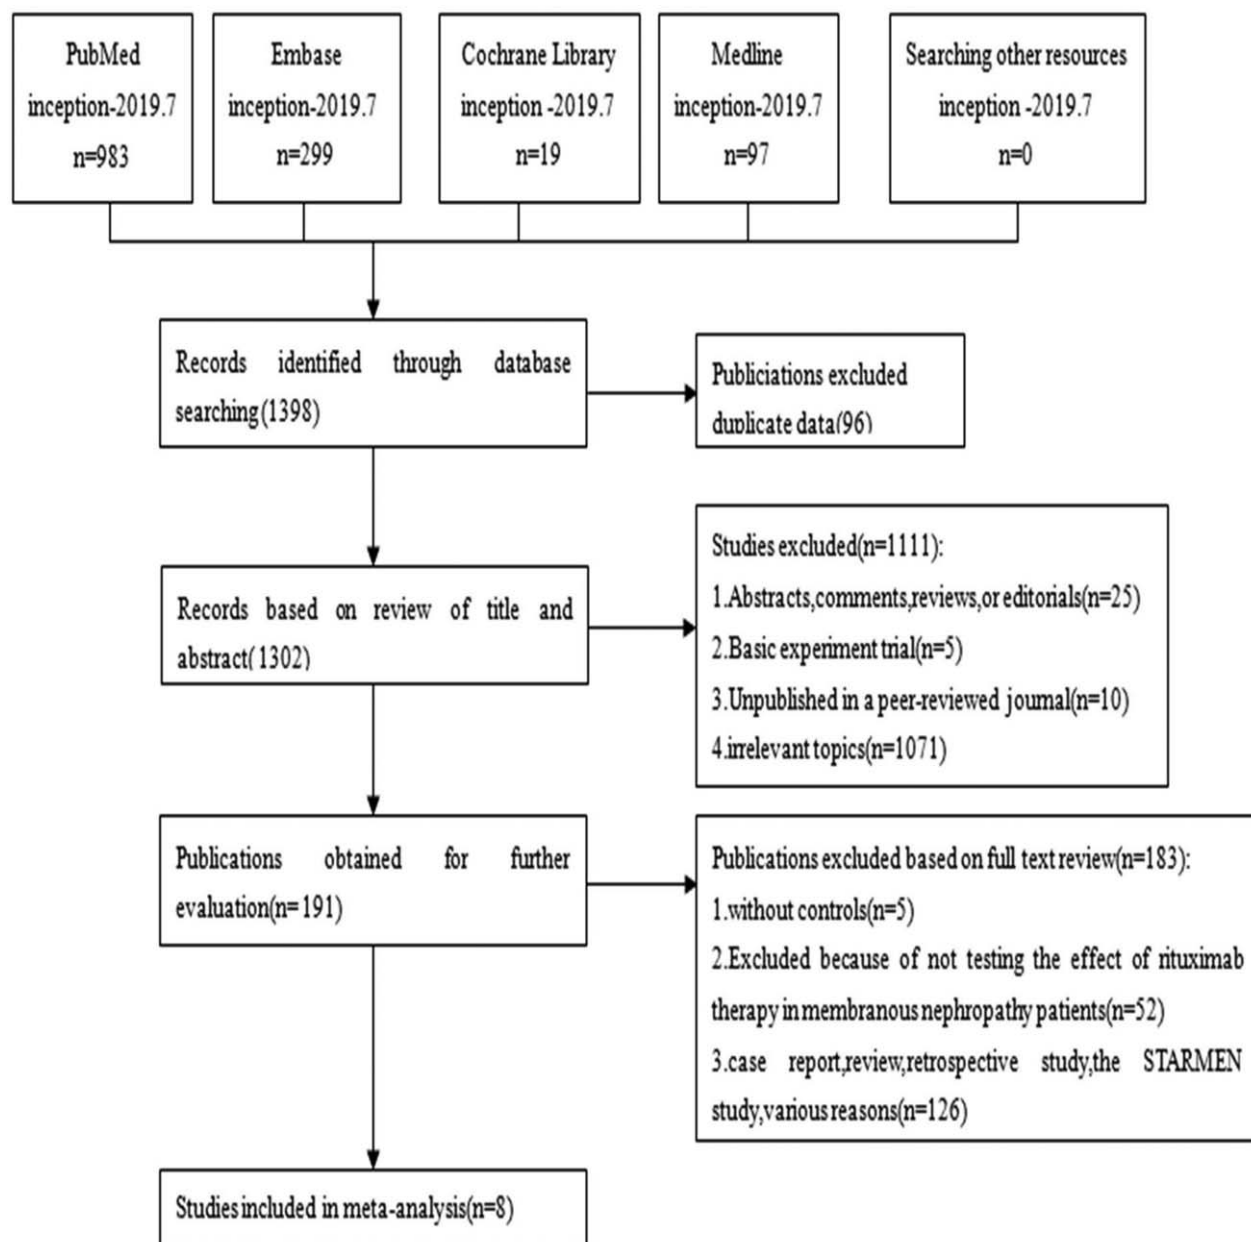 PubMed
inception-2019.7
n=983
Embase
inception-2019.7
n=299
Cochrane Library
inception -2019.7
n=19
Medline
inception-2019.7
n=97
Searching other resources
inception -2019.7
n=0
Records identified through database
searching(1398)
Publiciations excluded
duplicate data(96)
Records based on review of title and
abstract(1302)
Studies excluded(n=1111):
1.Abstracts,comments,reviews,or editorials(n=25)
2.Basic experiment trial(n=5)
3.Unpublished in a peer-reviewed journal(n=10)
4.irrelevant topics(n=1071)
Publications obtained for further
evaluation(n=191)
Publications excluded based on full text review(n=183):
1.without controls(n=5)
2.Excluded because of not testing the effect of rituximab
therapy in membranous nephropathy patients(n=52)
3.case report,review,retrospective study,the STARMEN
study,various reasons(n=126)
Studies included in meta-analysis(n=8)